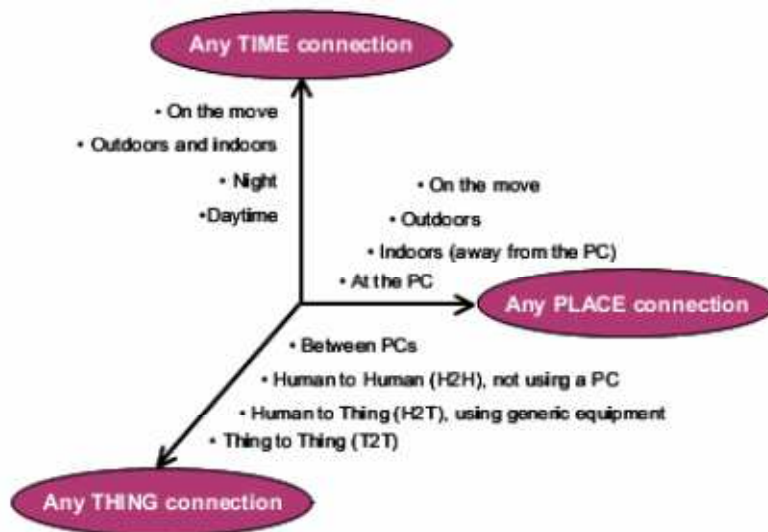 Any TIME connection
• On the move
• Outdoors and indoors
• Night
•Daytime
• On the move
• Outdoors
• Indoors (away from the PC)
• At the PC
Any PLACE connection
• Between PCs
• Human to Human (H2H), not using a PC
• Human to Thing (H2T), using generic equipment
• Thing to Thing (T2T)
Any THING connection